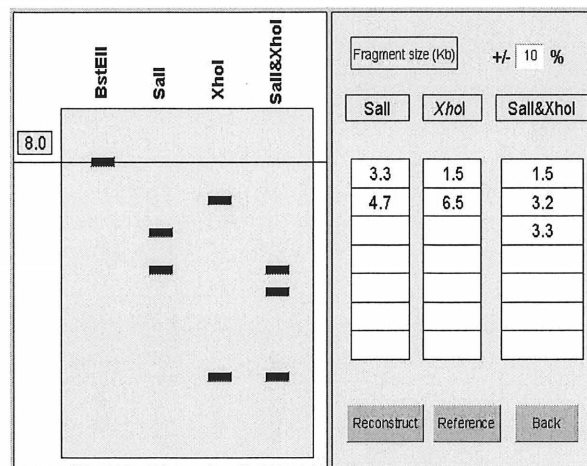 BstEII
SalI
XhoI
SalI&XhoI
8.0
Fragment size (Kb)
+/- 10 %
SalI XhoI SalI&XhoI
3.3 1.5 1.5
4.7 6.5 3.2
3.3
Reconstruct Reference Back